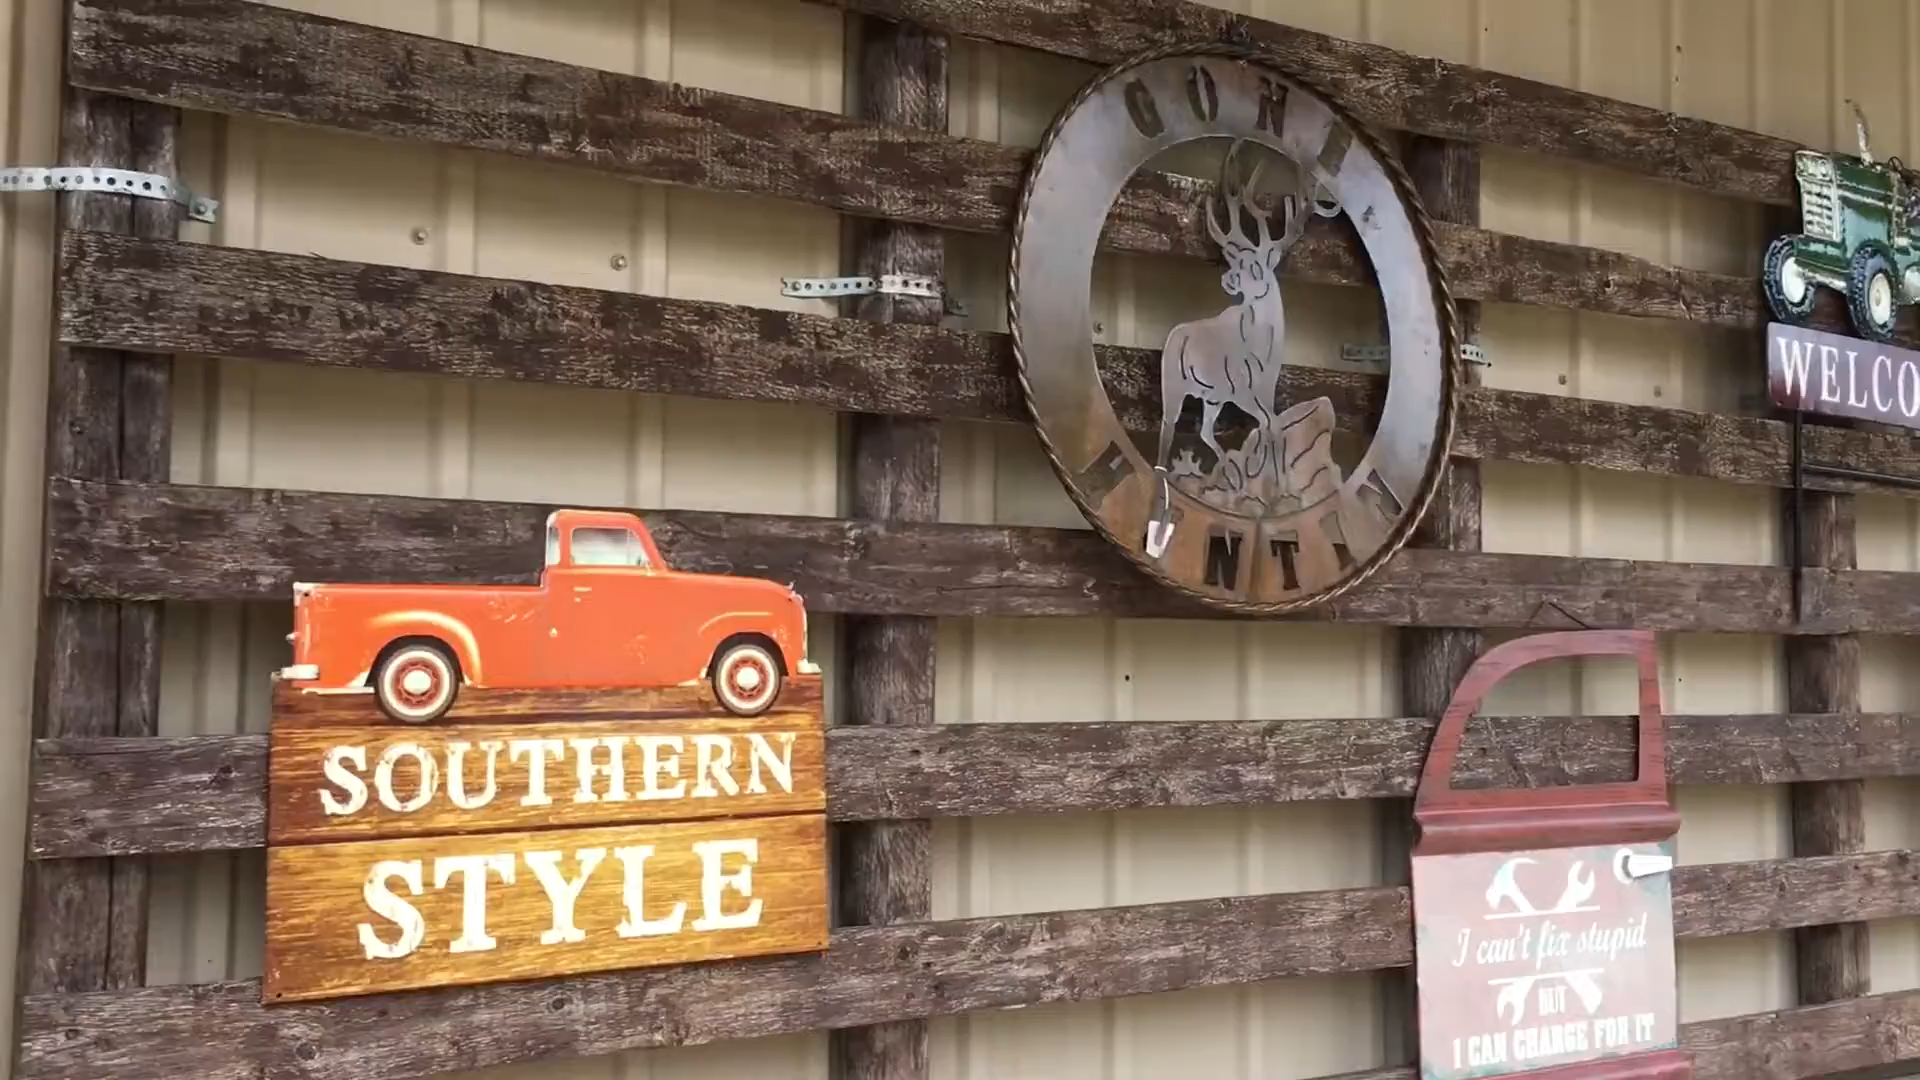 GONE
HUNTIN
WELCO
SOUTHERN
STYLE
I can't fix stupid
BUT
I CAN CHARGE FOR IT